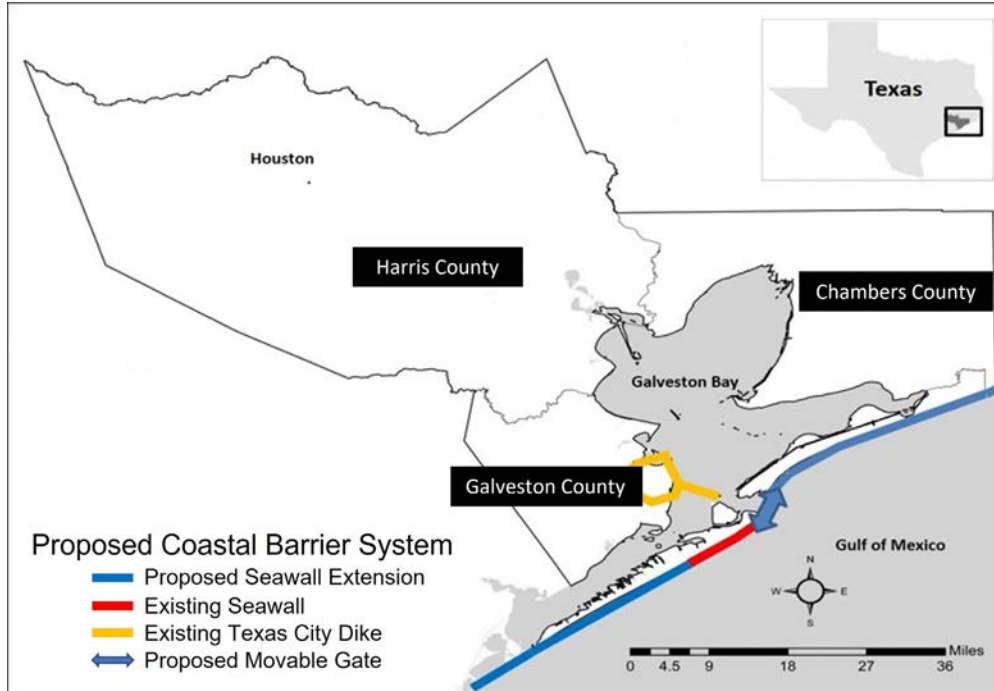 Texas
Houston
Harris County
Chambers County
Galveston Bay
Galveston County
Gulf of Mexico
N
W E
S
Proposed Coastal Barrier System
Proposed Seawall Extension
Existing Seawall
Existing Texas City Dike
Proposed Movable Gate
Miles
0 4.5 9 18 27 36